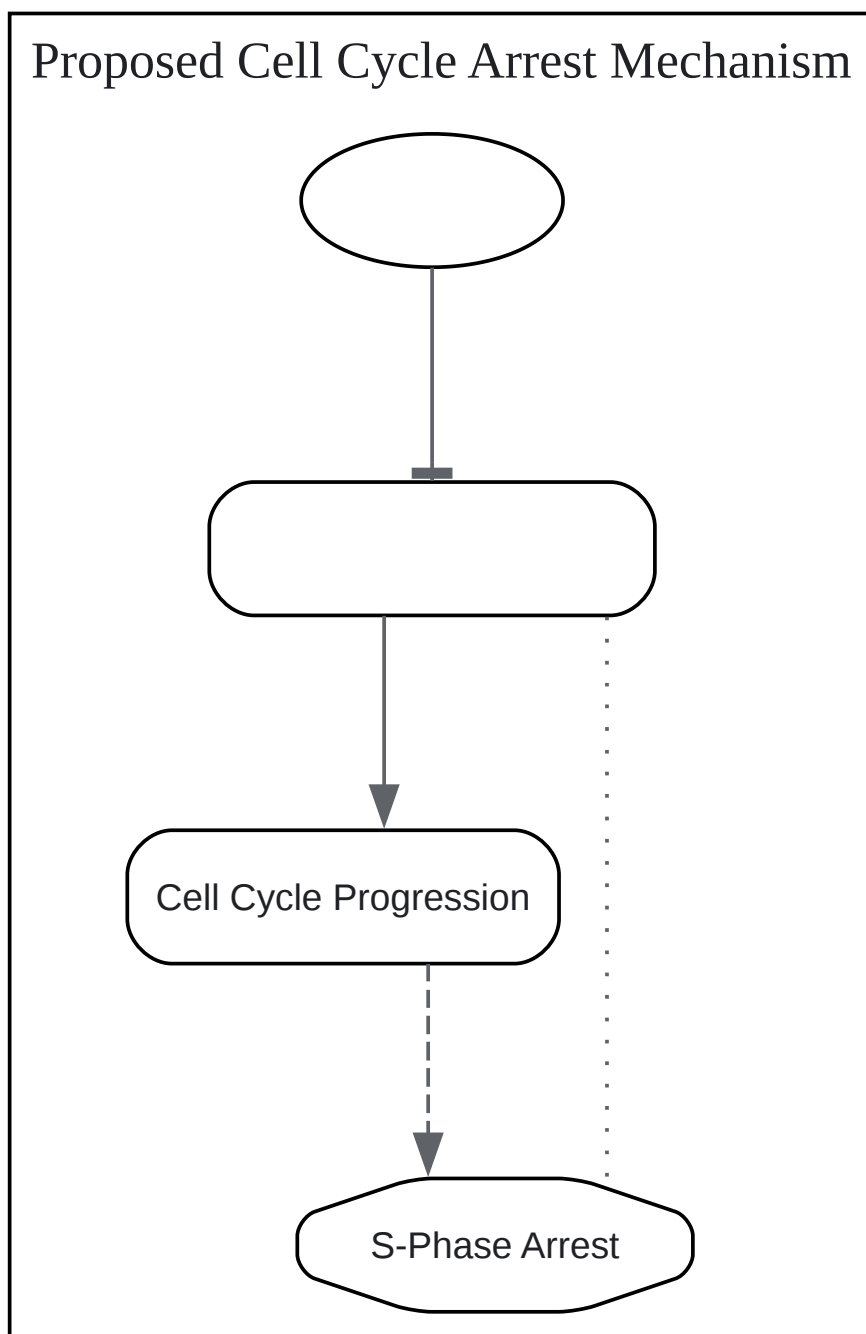 Proposed Cell Cycle Arrest Mechanism
Cell Cycle Progression
S-Phase Arrest